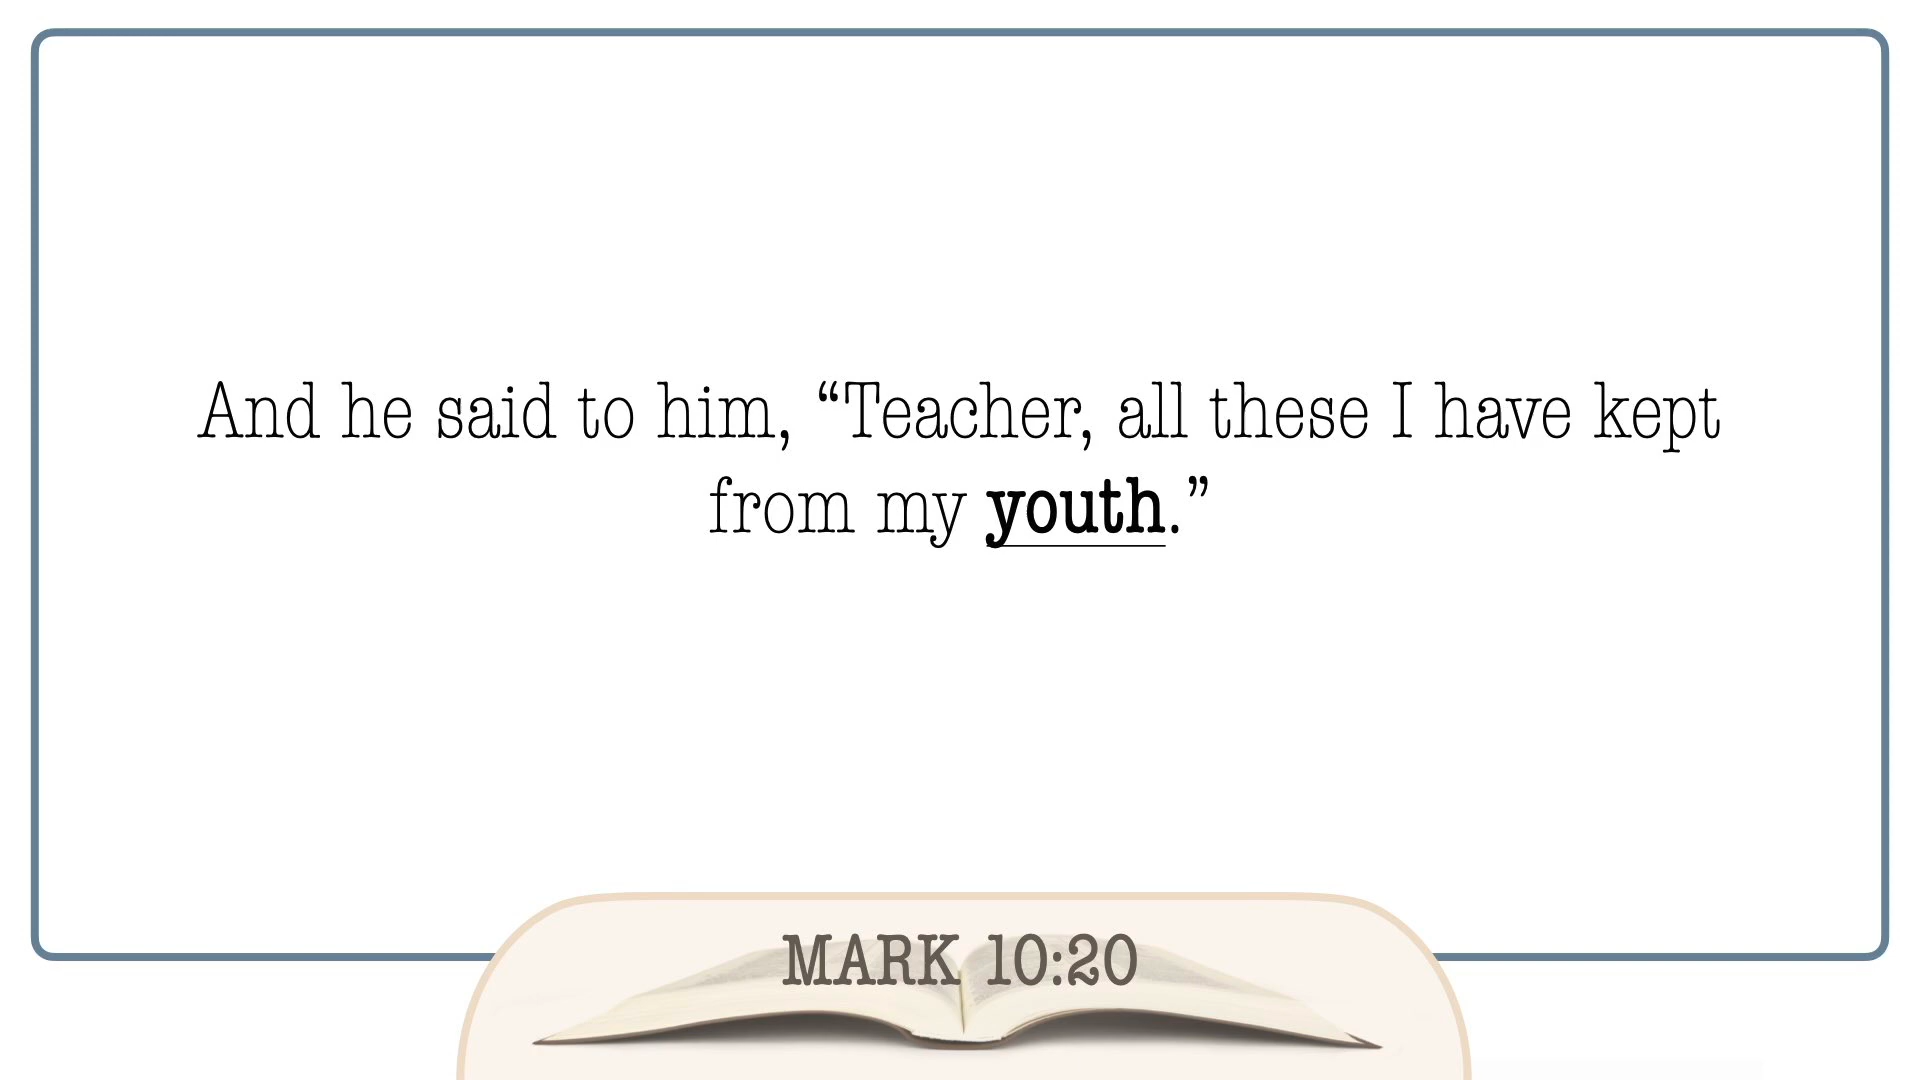 And he said to him, “Teacher, all these I have kept
from my youth.”
MARK 10:20